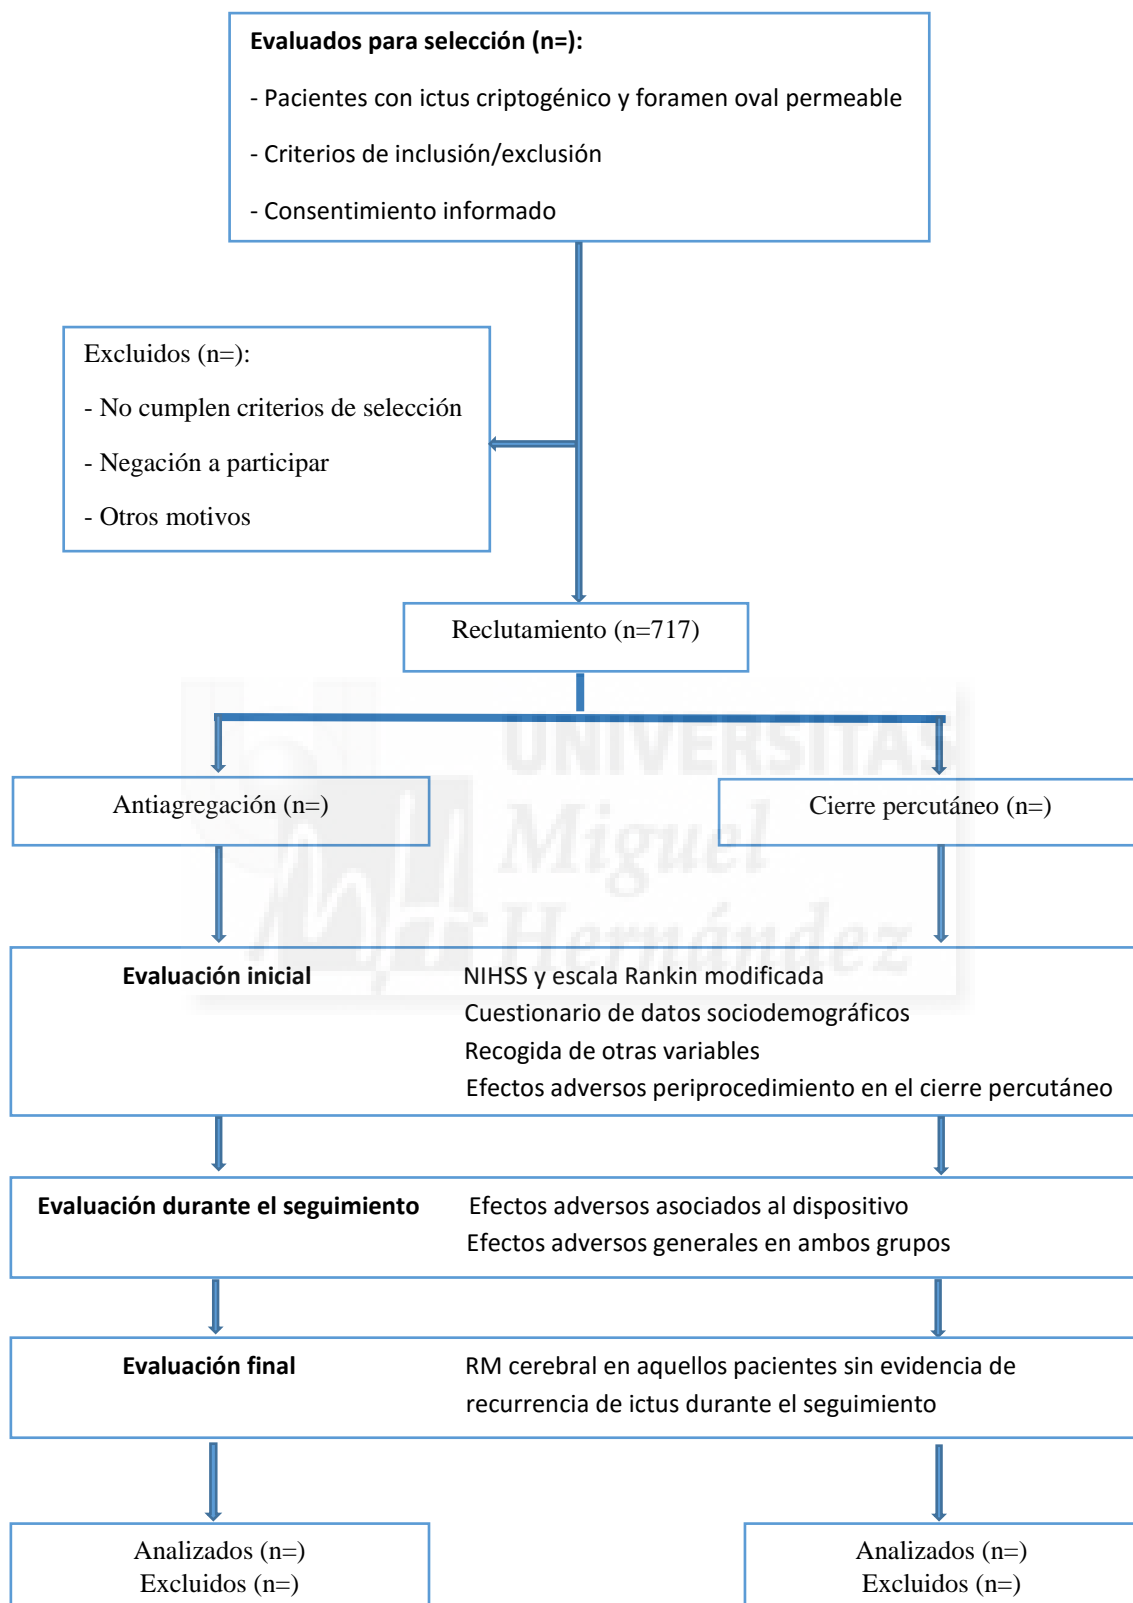 Evaluados para selección (n=):
- Pacientes con ictus criptogénico y foramen oval permeable
- Criterios de inclusión/exclusión
- Consentimiento informado
Excluidos (n=):
- No cumplen criterios de selección
- Negación a participar
- Otros motivos
Reclutamiento (n=717)
UNIVERSITAS
Miguel
Hernández
Antiagregación (n=)
Cierre percutáneo (n=)
Evaluación inicial
NIHSS y escala Rankin modificada
Cuestionario de datos sociodemográficos
Recogida de otras variables
Efectos adversos periprocedimiento en el cierre percutáneo
Evaluación durante el seguimiento
Efectos adversos asociados al dispositivo
Efectos adversos generales en ambos grupos
Evaluación final
RM cerebral en aquellos pacientes sin evidencia de
recurrencia de ictus durante el seguimiento
Analizados (n=)
Excluidos (n=)
Analizados (n=)
Excluidos (n=)